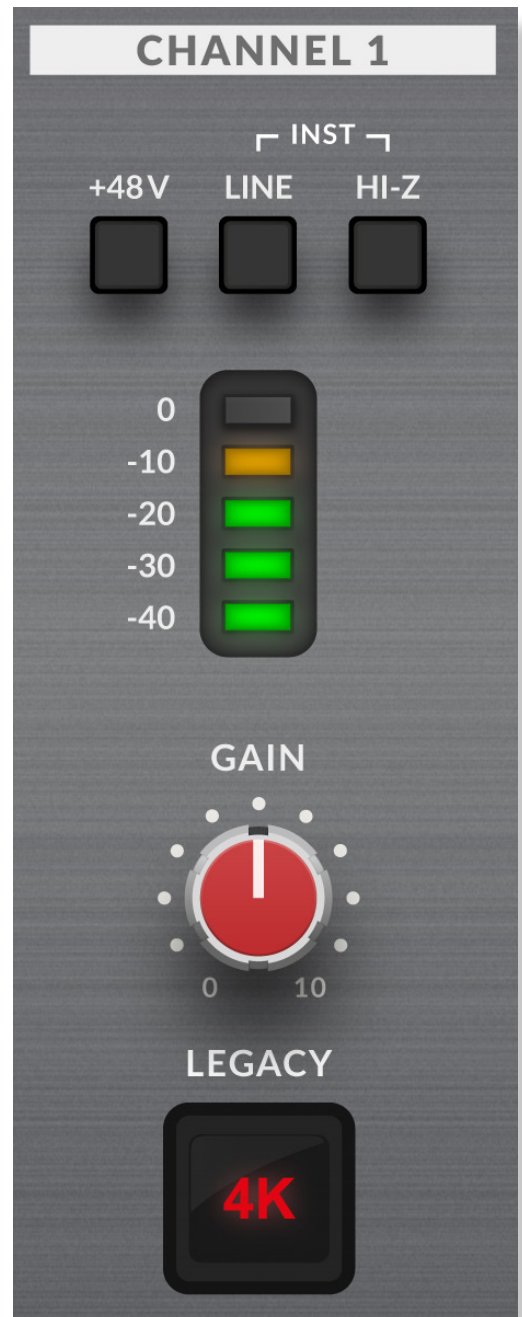 CHANNEL 1
INST
+48V LINE HI-Z
0
-10
-20
-30
-40
GAIN
0 10
LEGACY
4K